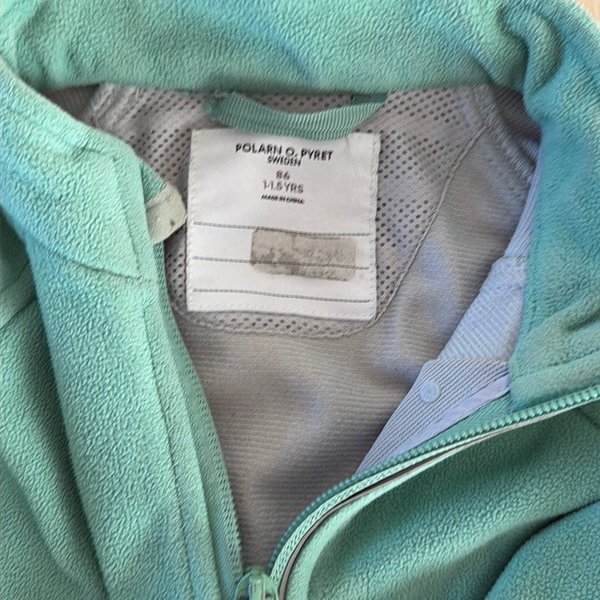 POLARN O. PYRET
SWEDEN
86
1-1.5 YRS
MADE IN CHINA